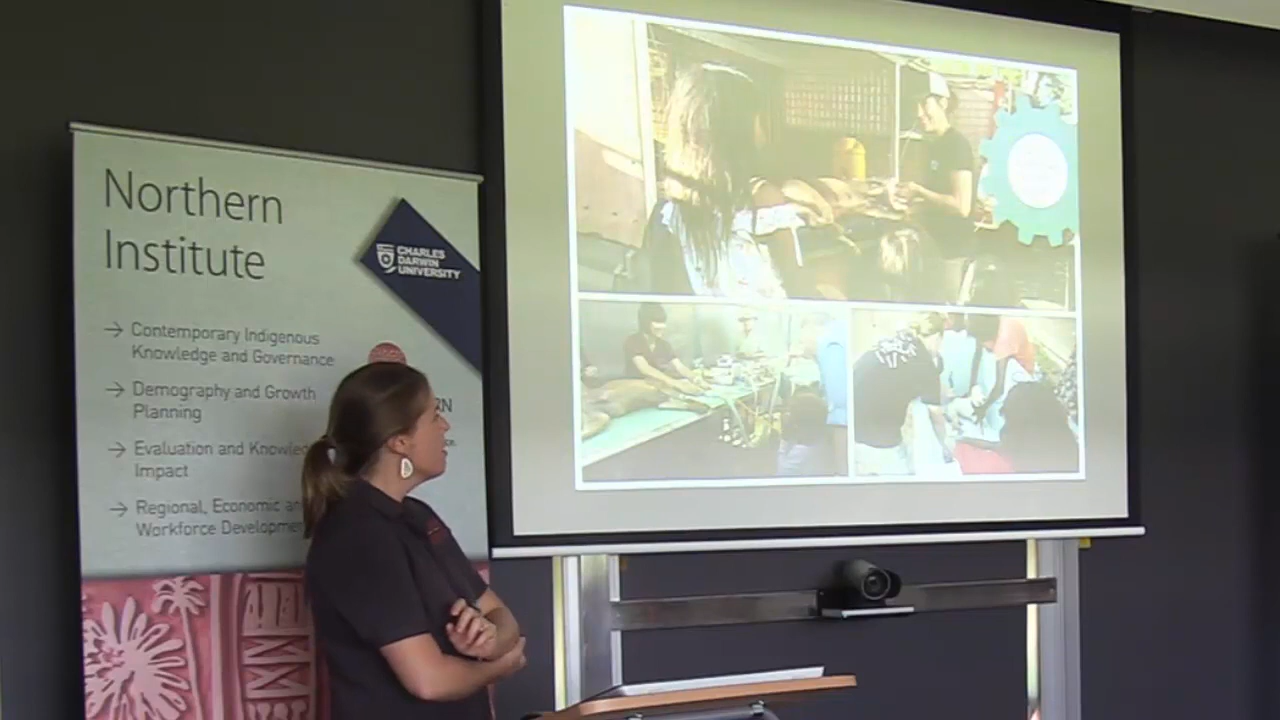 Northern
Institute
CHARLES
DARWIN
UNIVERSITY
→ Contemporary Indigenous
Knowledge and Governance
→ Demography and Growth
Planning
→ Evaluation and
Impact
→ Regional, Economic
Workforce